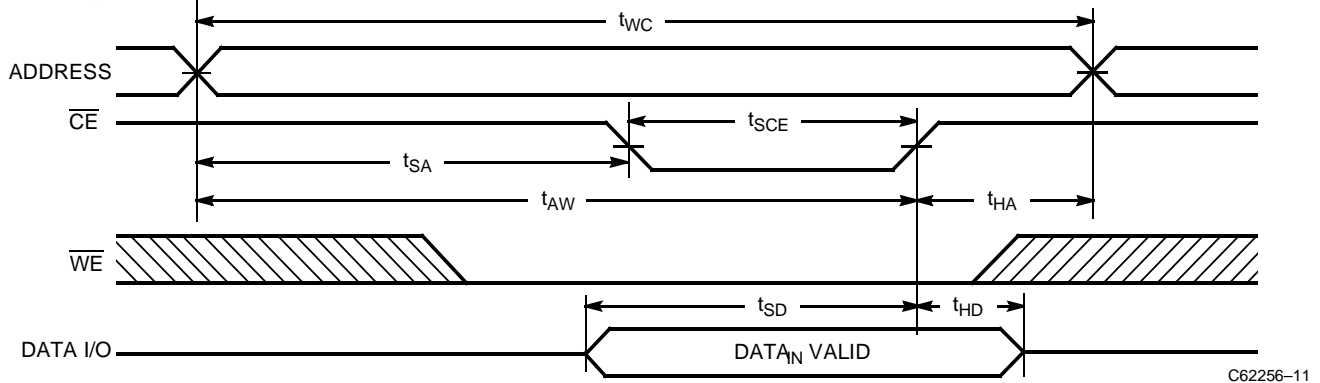 tWC
ADDRESS
CE
tSCE
tSA
tAW
tHA
WE
tSD
tHD
DATA I/O
DATAIN VALID
C62256–11